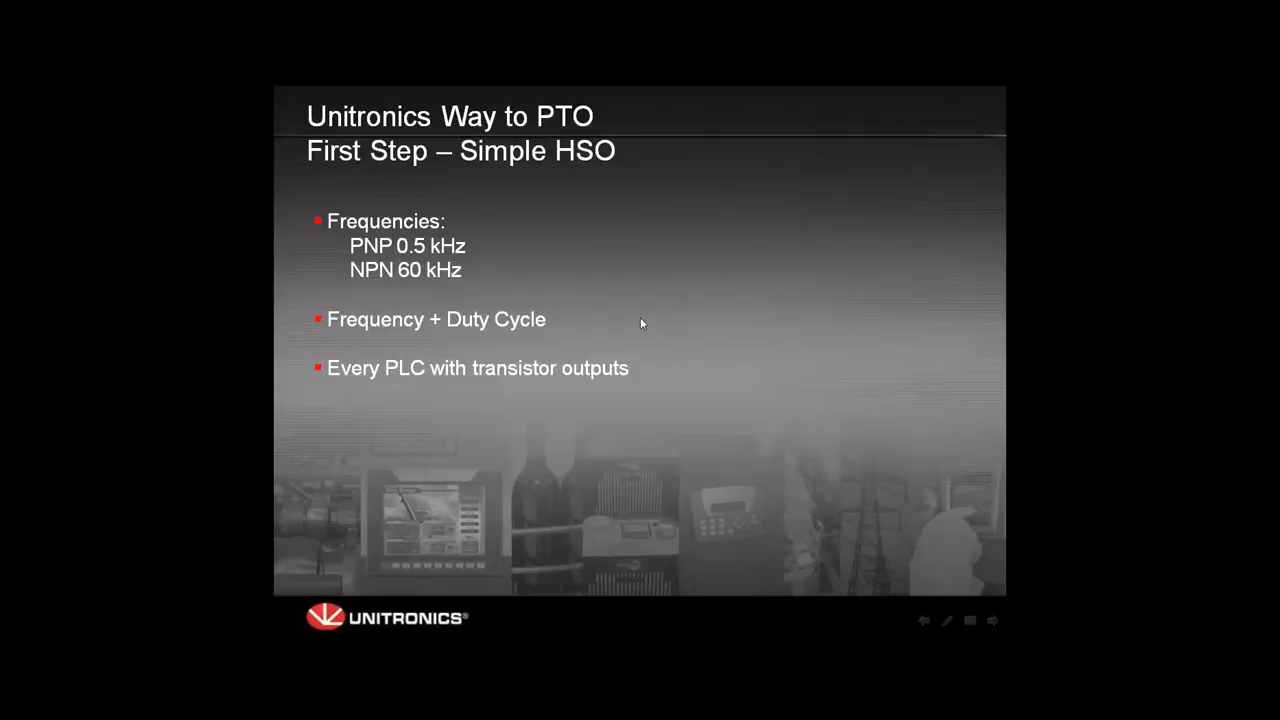 Unitronics Way to PTO
First Step – Simple HSO
Frequencies:
PNP 0.5 kHz
NPN 60 kHz
Frequency + Duty Cycle
Every PLC with transistor outputs
UNITRONICS®